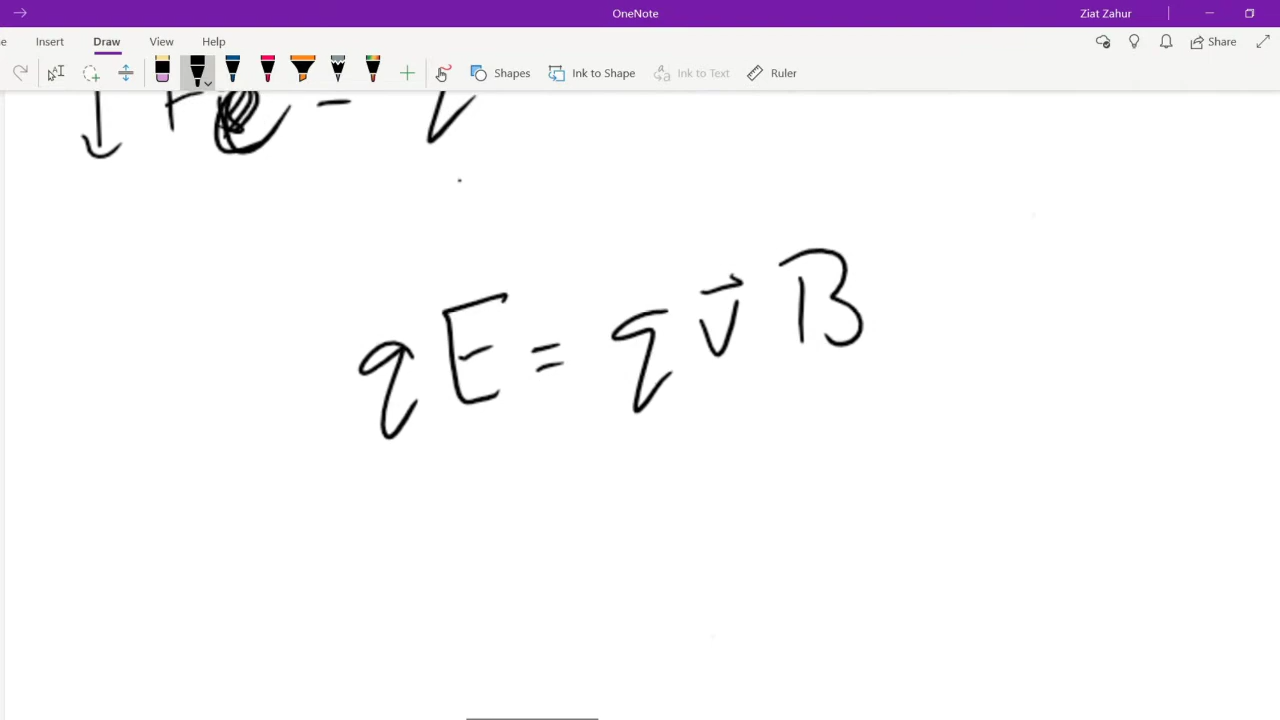 OneNote
Ziat Zahur
Insert Draw View Help
Share
Shapes Ink to Shape Ink to Text Ruler
qE = qv⃗B